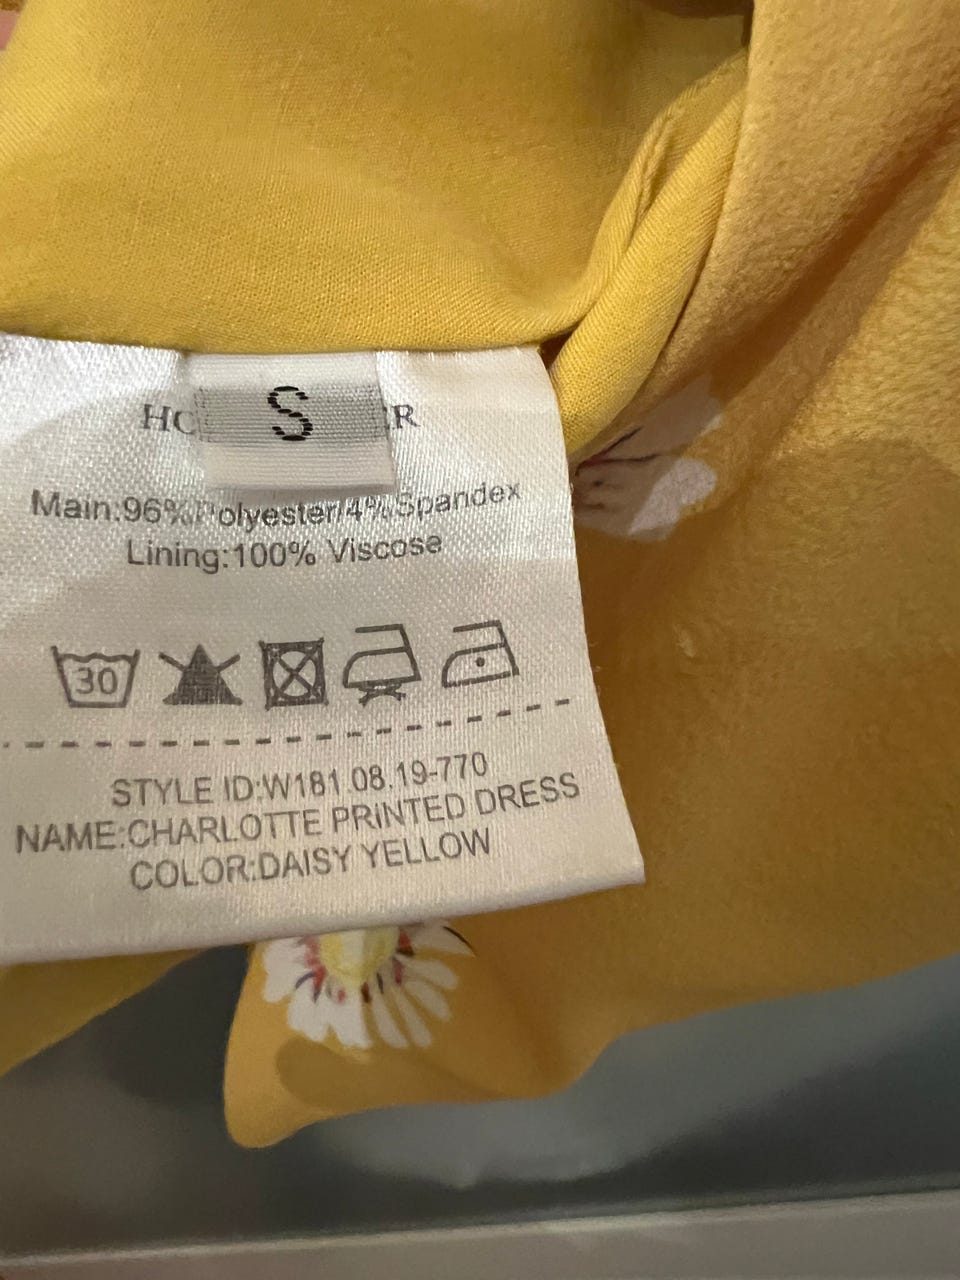 S
Main:96% Polyester/4% Spandex
Lining:100% Viscose
30
STYLE ID:W181.08.19-770
NAME:CHARLOTTE PRINTED DRESS
COLOR:DAISY YELLOW